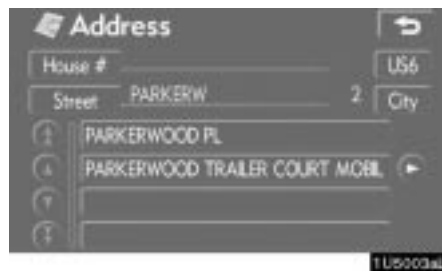 Address
House # US6
Street PARKERW 2 City
PARKERWOOD PL
PARKERWOOD TRAILER COURT MOBIL
1U5003aU